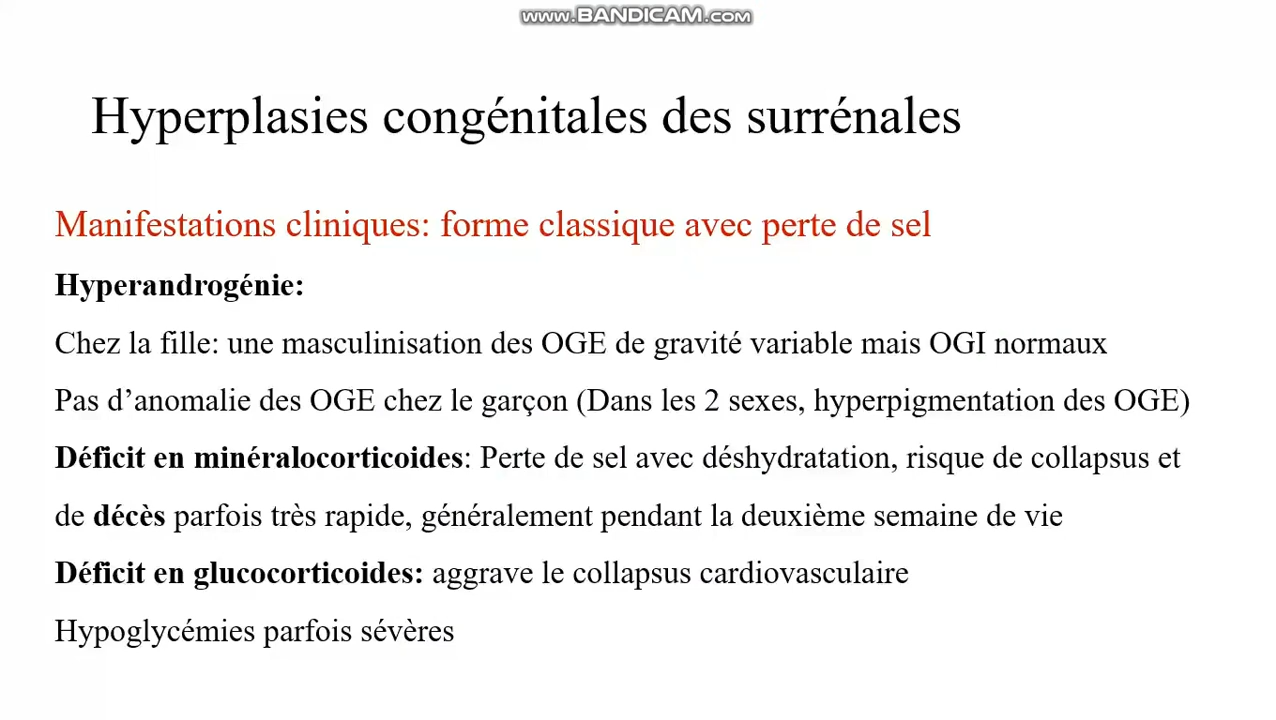 www.BANDICAM.com
Hyperplasies congénitales des surrénales
Manifestations cliniques: forme classique avec perte de sel
Hyperandrogénie:
Chez la fille: une masculinisation des OGE de gravité variable mais OGI normaux
Pas d’anomalie des OGE chez le garçon (Dans les 2 sexes, hyperpigmentation des OGE)
Déficit en minéralocorticoides: Perte de sel avec déshydratation, risque de collapsus et
de décès parfois très rapide, généralement pendant la deuxième semaine de vie
Déficit en glucocorticoides: aggrave le collapsus cardiovasculaire
Hypoglycémies parfois sévères